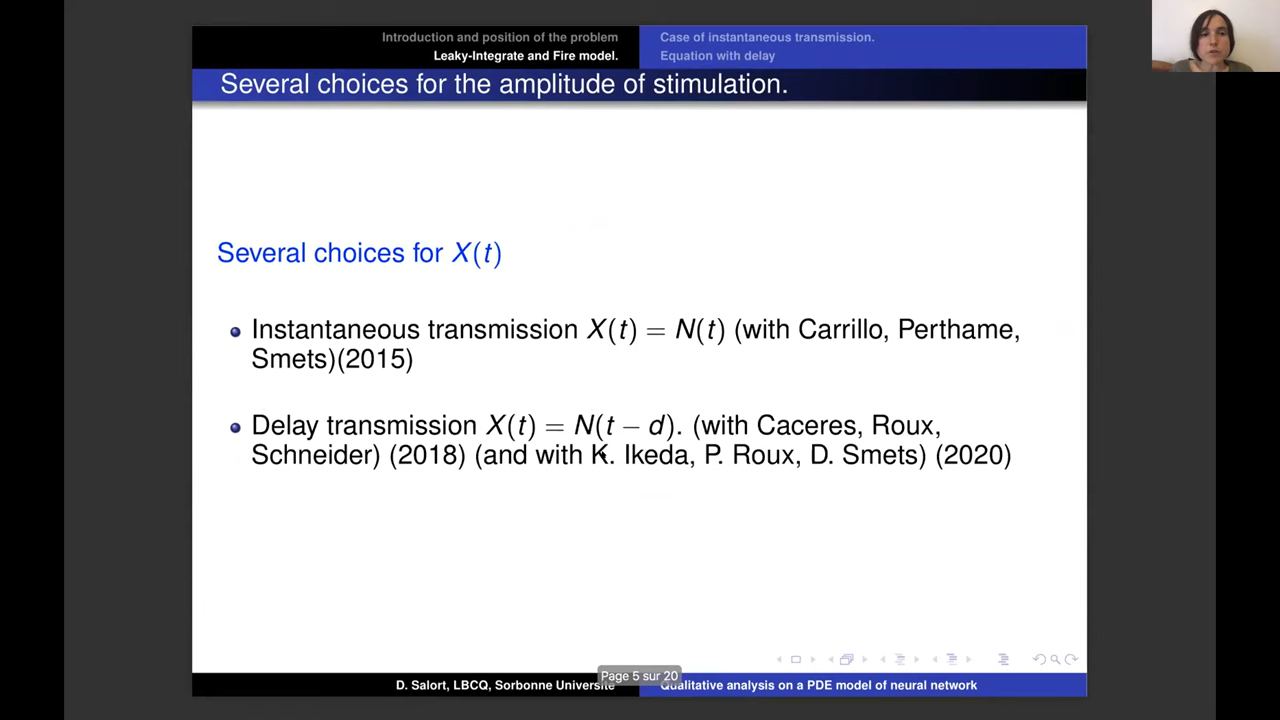 Introduction and position of the problem
Leaky-Integrate and Fire model.
Case of instantaneous transmission.
Equation with delay
Several choices for the amplitude of stimulation.
Several choices for X(t)
Instantaneous transmission X(t) = N(t) (with Carrillo, Perthame,
Smets)(2015)
Delay transmission X(t) = N(t − d). (with Caceres, Roux,
Schneider) (2018) (and with K. Ikeda, P. Roux, D. Smets) (2020)
Page 5 sur 20
D. Salort, LBCQ, Sorbonne Université
Qualitative analysis on a PDE model of neural network